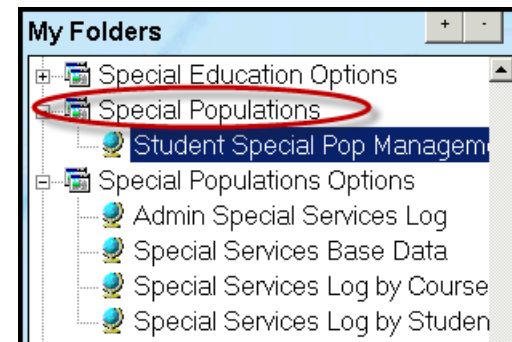 My Folders + -
Special Education Options
Special Populations
Student Special Pop Managem
Special Populations Options
Admin Special Services Log
Special Services Base Data
Special Services Log by Course
Special Services Log by Studen